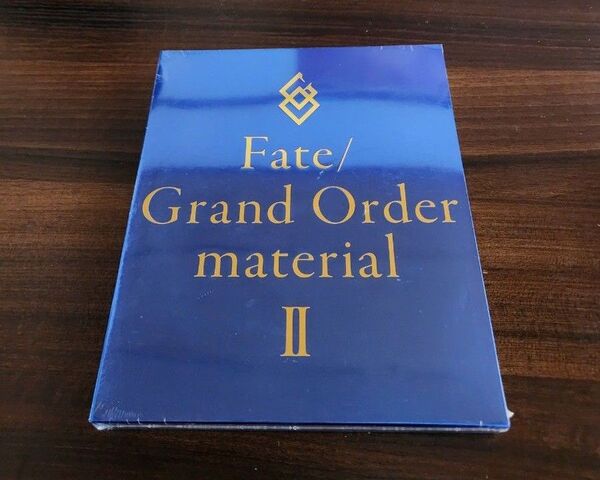 Fate/
Grand Order
material
II